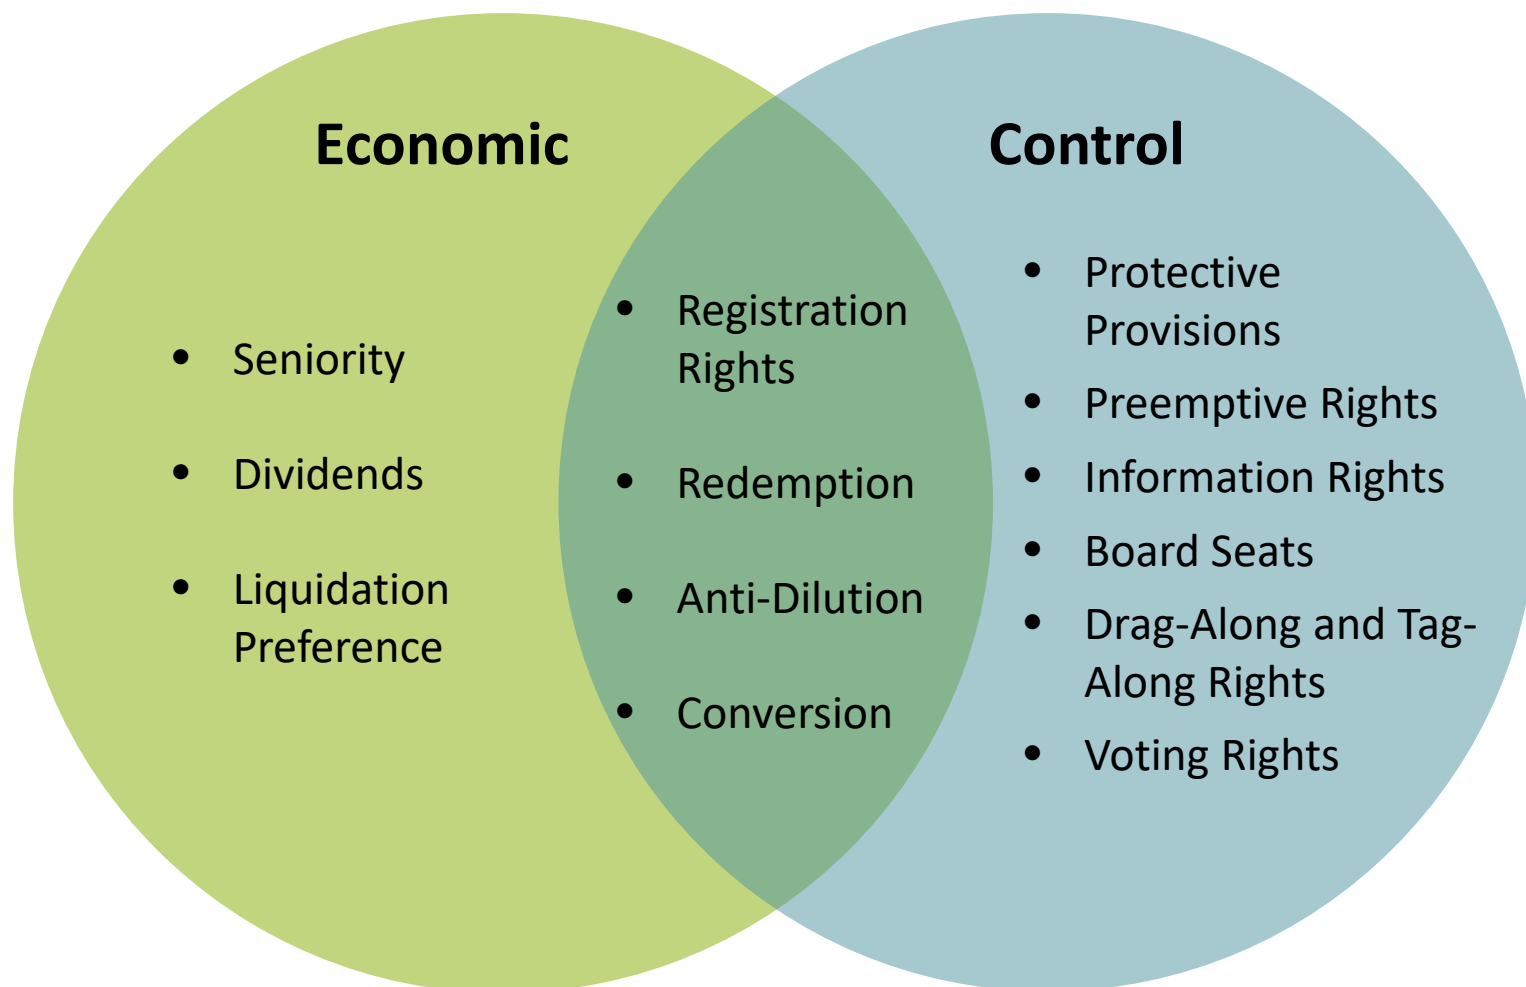 Economic
• Seniority
• Dividends
• Liquidation
Preference
• Registration
Rights
• Redemption
• Anti-Dilution
• Conversion
Control
• Protective
Provisions
• Preemptive Rights
• Information Rights
• Board Seats
• Drag-Along and Tag-
Along Rights
• Voting Rights